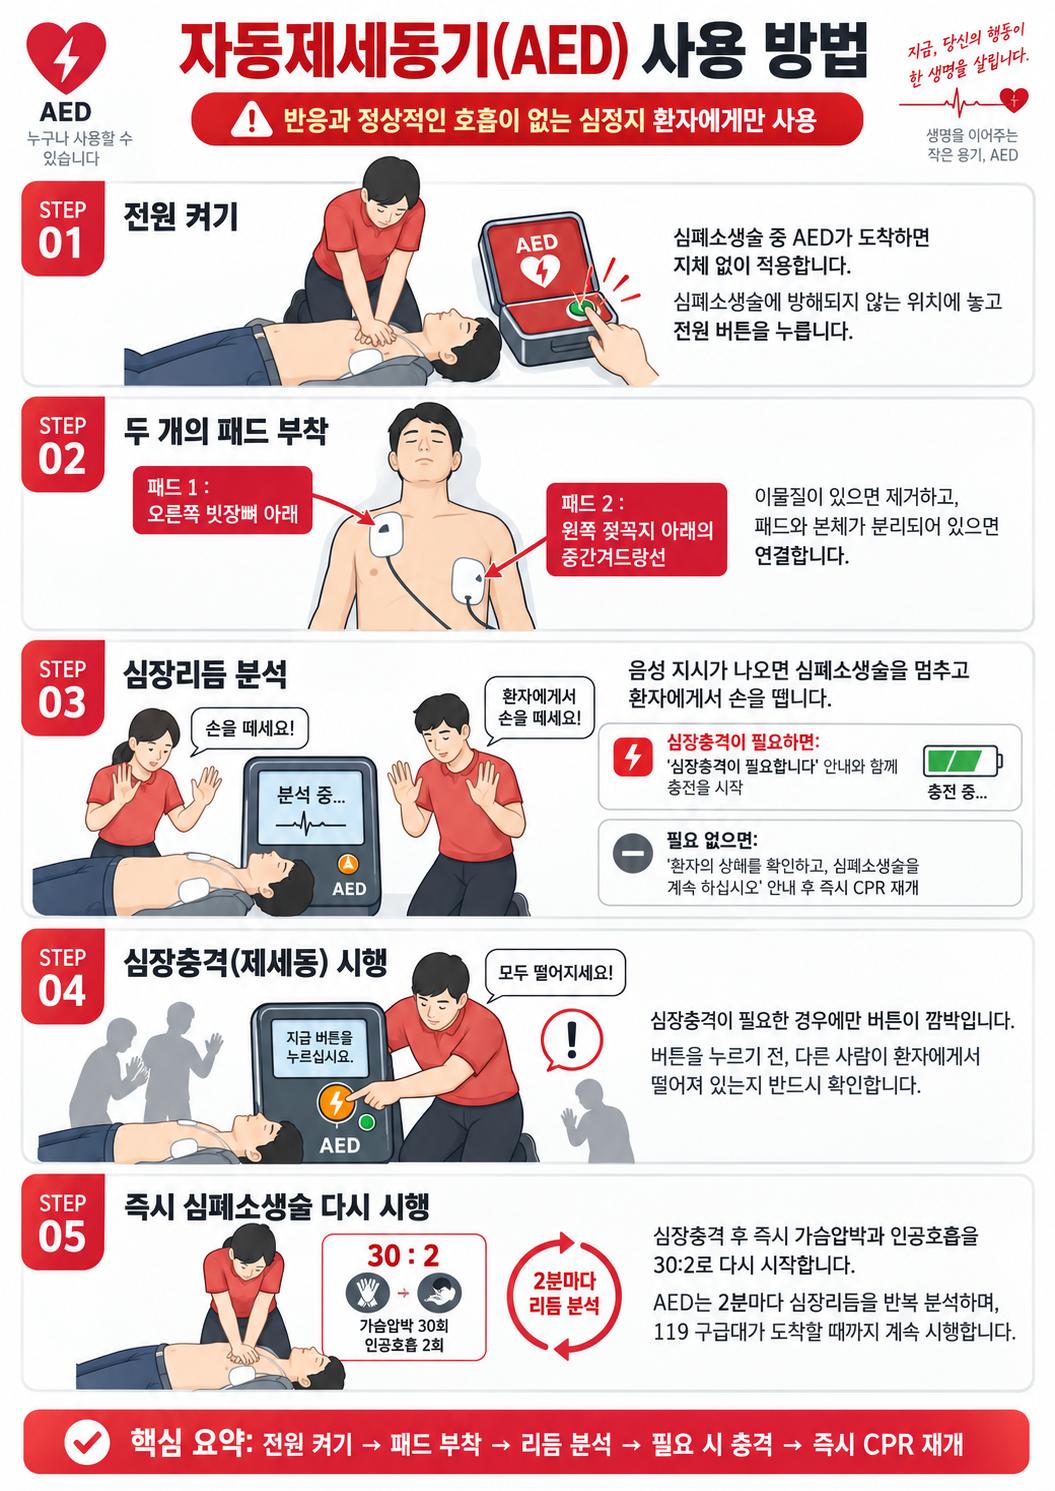 AED
누구나 사용할 수
있습니다
자동제세동기(AED) 사용 방법
반응과 정상적인 호흡이 없는 심정지 환자에게만 사용
지금, 당신의 행동이
한 생명을 살립니다.
생명을 이어주는
작은 용기, AED
STEP
01
전원 켜기
AED
심폐소생술 중 AED가 도착하면
지체 없이 적용합니다.
심폐소생술에 방해되지 않는 위치에 놓고
전원 버튼을 누릅니다.
STEP
02
두 개의 패드 부착
패드 1 :
오른쪽 빗장뼈 아래
패드 2 :
왼쪽 젖꼭지 아래의
중간겨드랑선
이물질이 있으면 제거하고,
패드와 본체가 분리되어 있으면
연결합니다.
STEP
03
심장리듬 분석
손을 떼세요!
환자에게서
손을 떼세요!
분석 중...
AED
음성 지시가 나오면 심폐소생술을 멈추고
환자에게서 손을 뗍니다.
심장충격이 필요하면:
'심장충격이 필요합니다' 안내와 함께
충전을 시작
충전 중...
필요 없으면:
'환자의 상태를 확인하고, 심폐소생술을
계속 하십시오' 안내 후 즉시 CPR 재개
STEP
04
심장충격(제세동) 시행
모두 떨어지세요!
지금 버튼을
누르십시요.
AED
!
심장충격이 필요한 경우에만 버튼이 깜박입니다.
버튼을 누르기 전, 다른 사람이 환자에게서
떨어져 있는지 반드시 확인합니다.
STEP
05
즉시 심폐소생술 다시 시행
30 : 2
가슴압박 30회
인공호흡 2회
2분마다
리듬 분석
심장충격 후 즉시 가슴압박과 인공호흡을
30:2로 다시 시작합니다.
AED는 2분마다 심장리듬을 반복 분석하며,
119 구급대가 도착할 때까지 계속 시행합니다.
핵심 요약: 전원 켜기 → 패드 부착 → 리듬 분석 → 필요 시 충격 → 즉시 CPR 재개